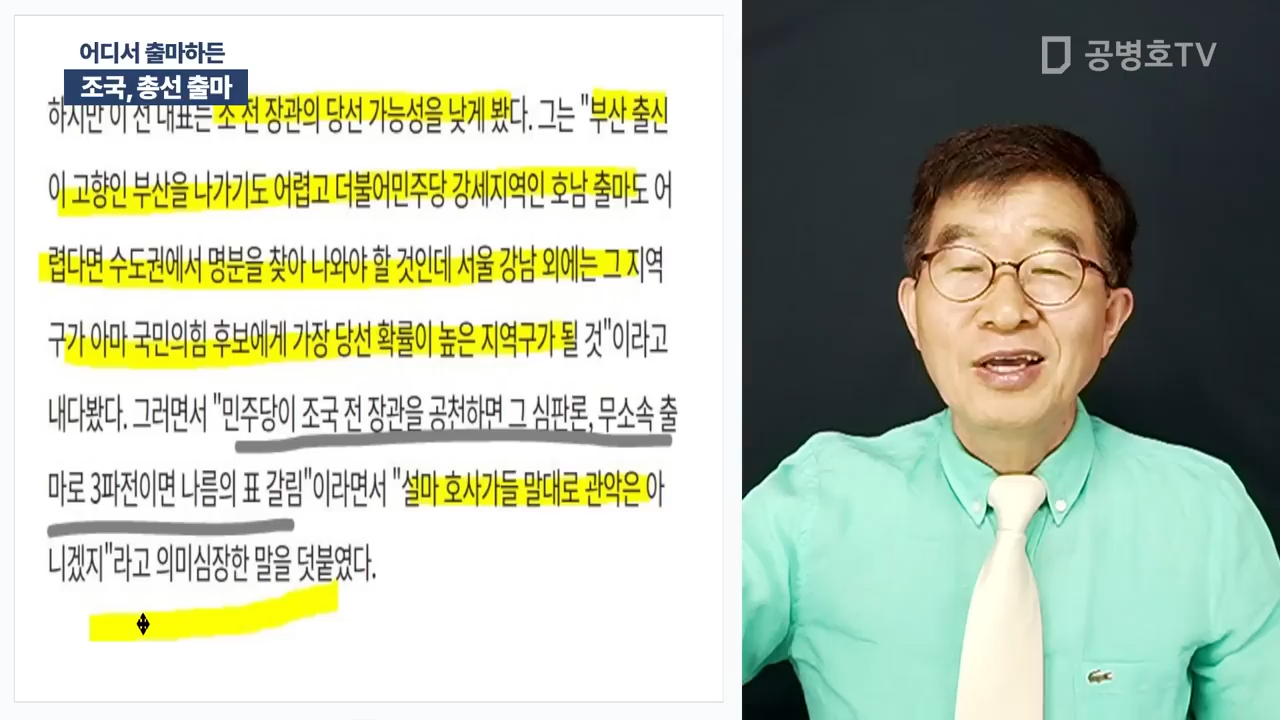 어디서 출마하든
조국, 총선 출마
공병호TV
하지만 이 전 대표는 조 전 장관의 당선 가능성을 낮게 봤다. 그는 "부산 출신
이 고향인 부산을 나가기도 어렵고 더불어민주당 강세지역인 호남 출마도 어
렵다면 수도권에서 명분을 찾아 나와야 할 것인데 서울 강남 외에는 그 지역
구가 아마 국민의힘 후보에게 가장 당선 확률이 높은 지역구가 될 것"이라고
내다봤다. 그러면서 "민주당이 조국 전 장관을 공천하면 그 심판론, 무소속 출
마로 3파전이면 나름의 표 갈림"이라면서 "설마 호사가들 말대로 관악은 아
니겠지"라고 의미심장한 말을 덧붙였다.